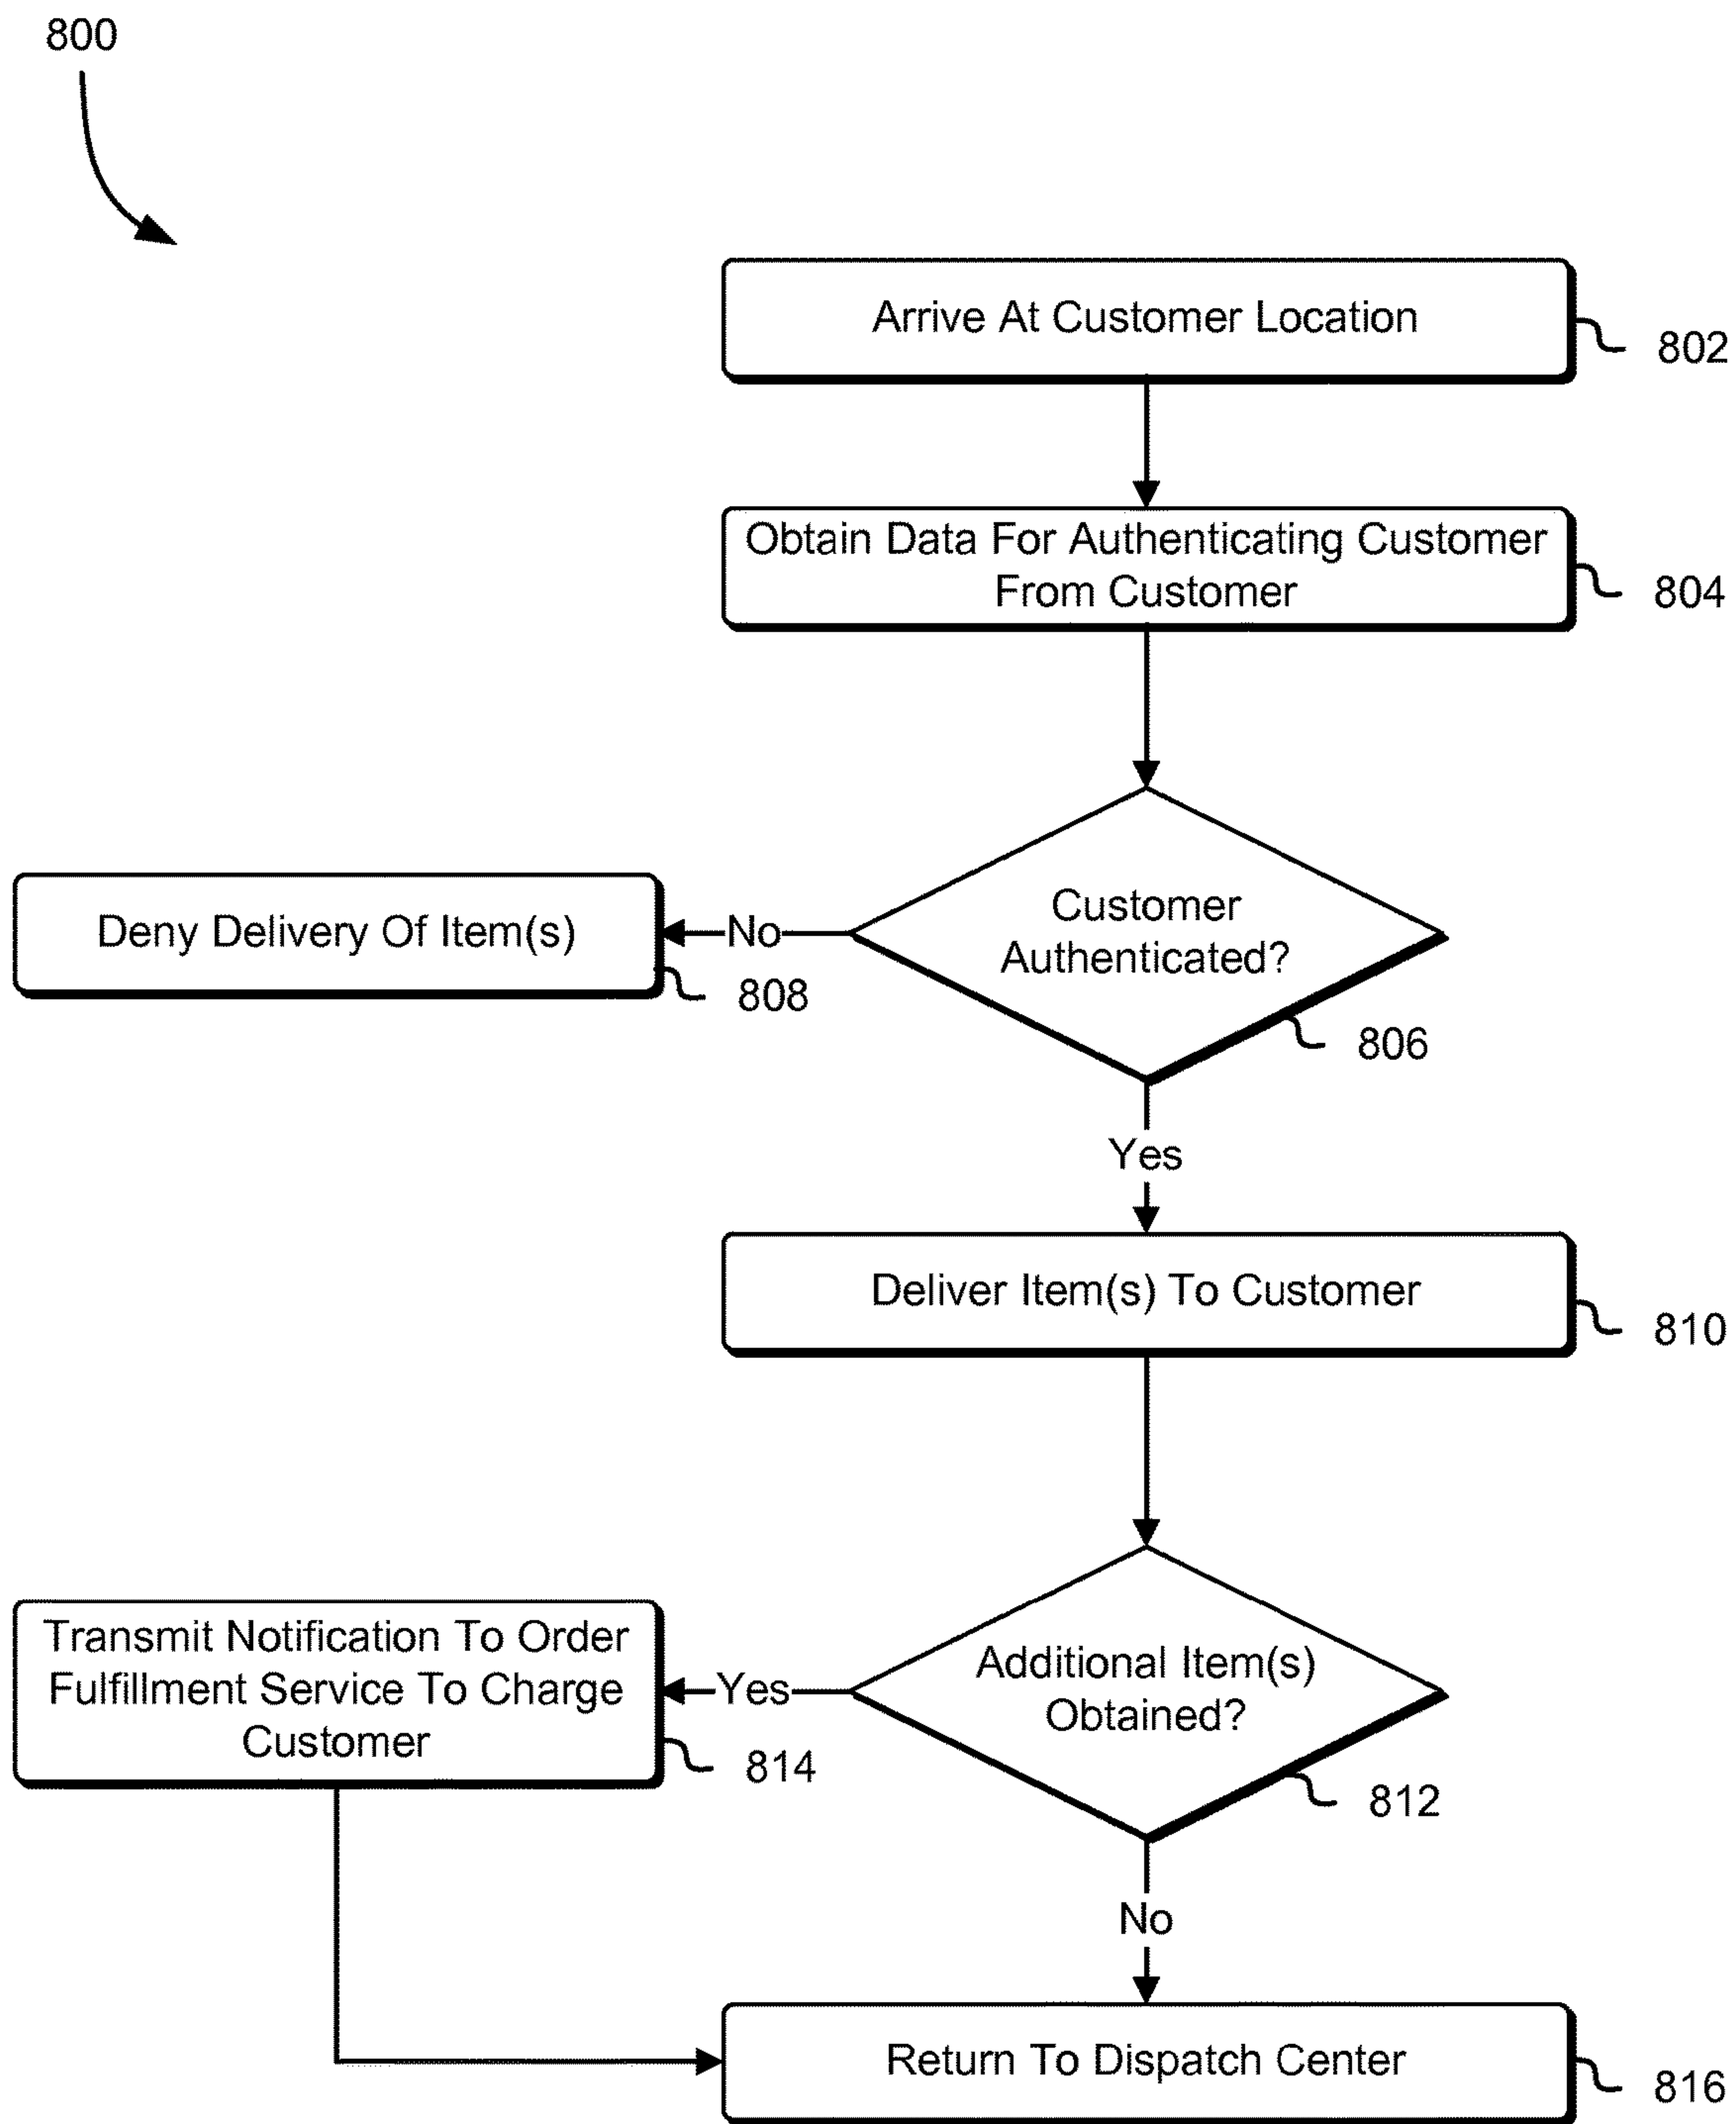 800
Arrive At Customer Location
802
Obtain Data For Authenticating Customer
From Customer
804
Customer
Authenticated?
806
No
Deny Delivery Of Item(s)
808
Yes
Deliver Item(s) To Customer
810
Additional Item(s)
Obtained?
812
Yes
Transmit Notification To Order
Fulfillment Service To Charge
Customer
814
No
Return To Dispatch Center
816